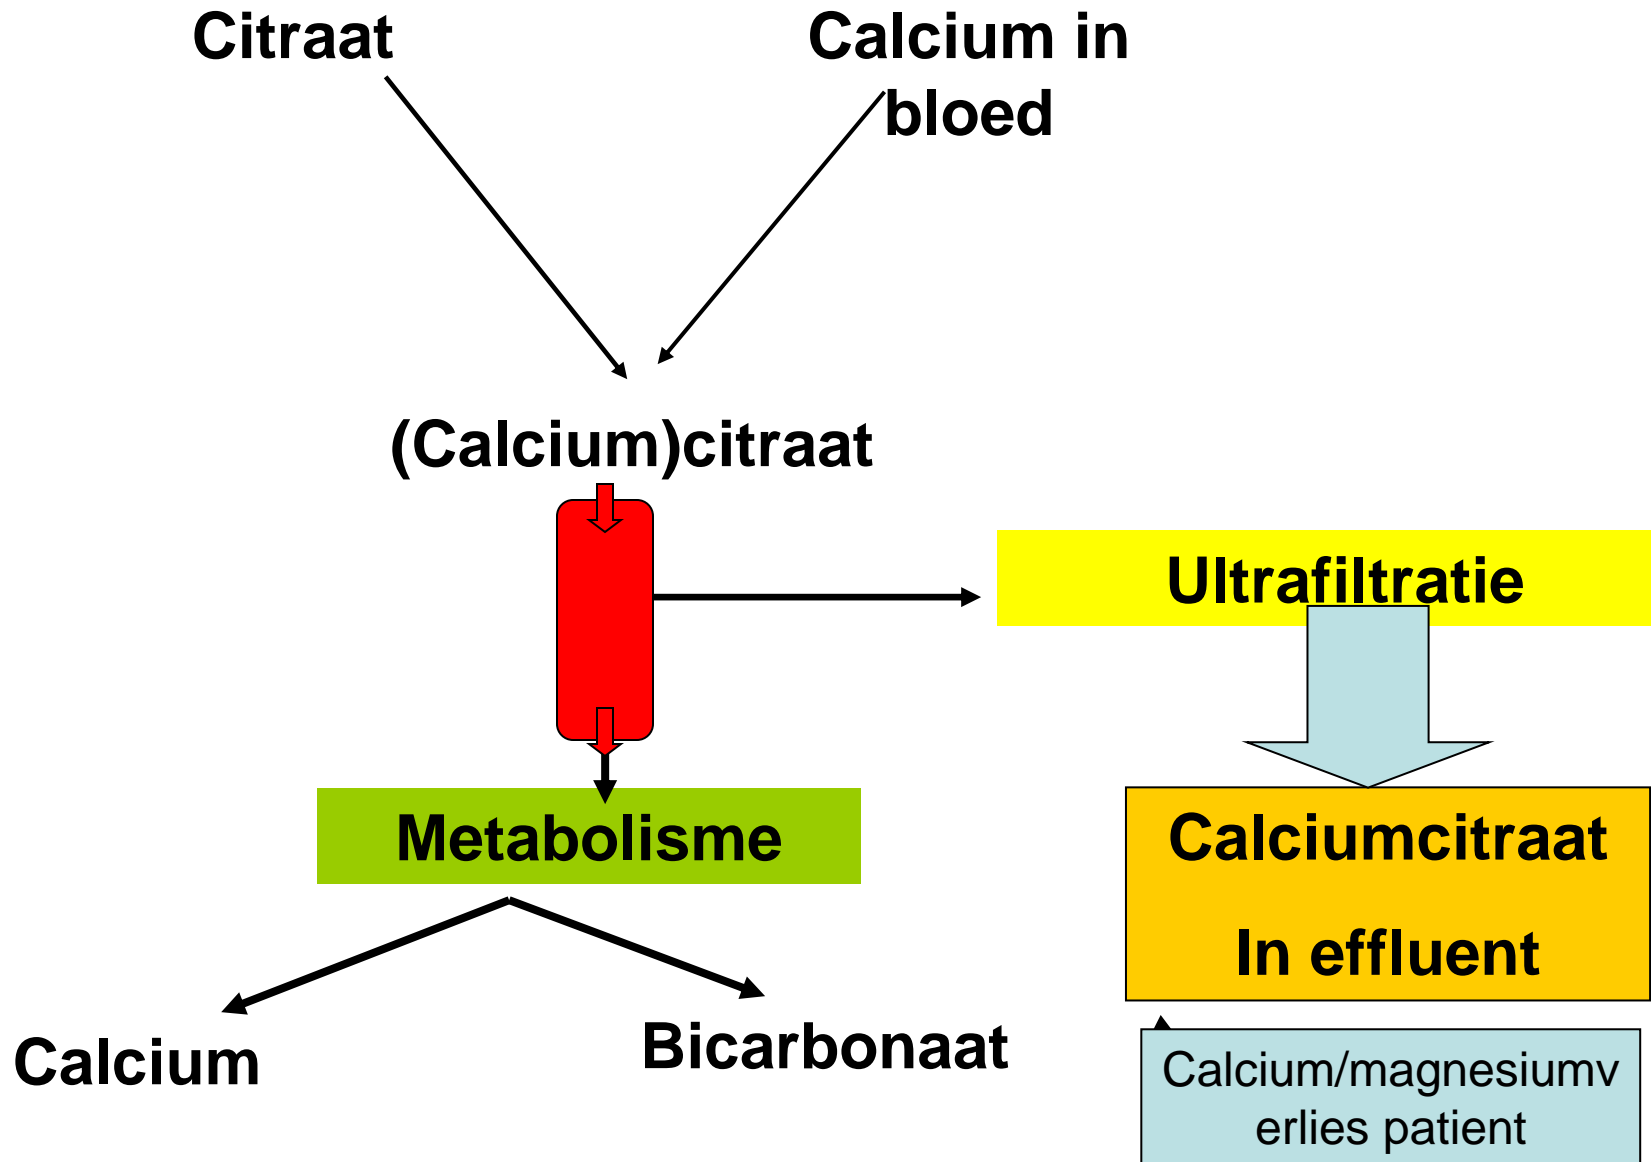 Citraat
Calcium in
bloed
(Calcium)citraat
Ultrafiltratie
Metabolisme
Calciumcitraat
In effluent
Calcium
Bicarbonaat
Calcium/magnesiumv
erlies patient